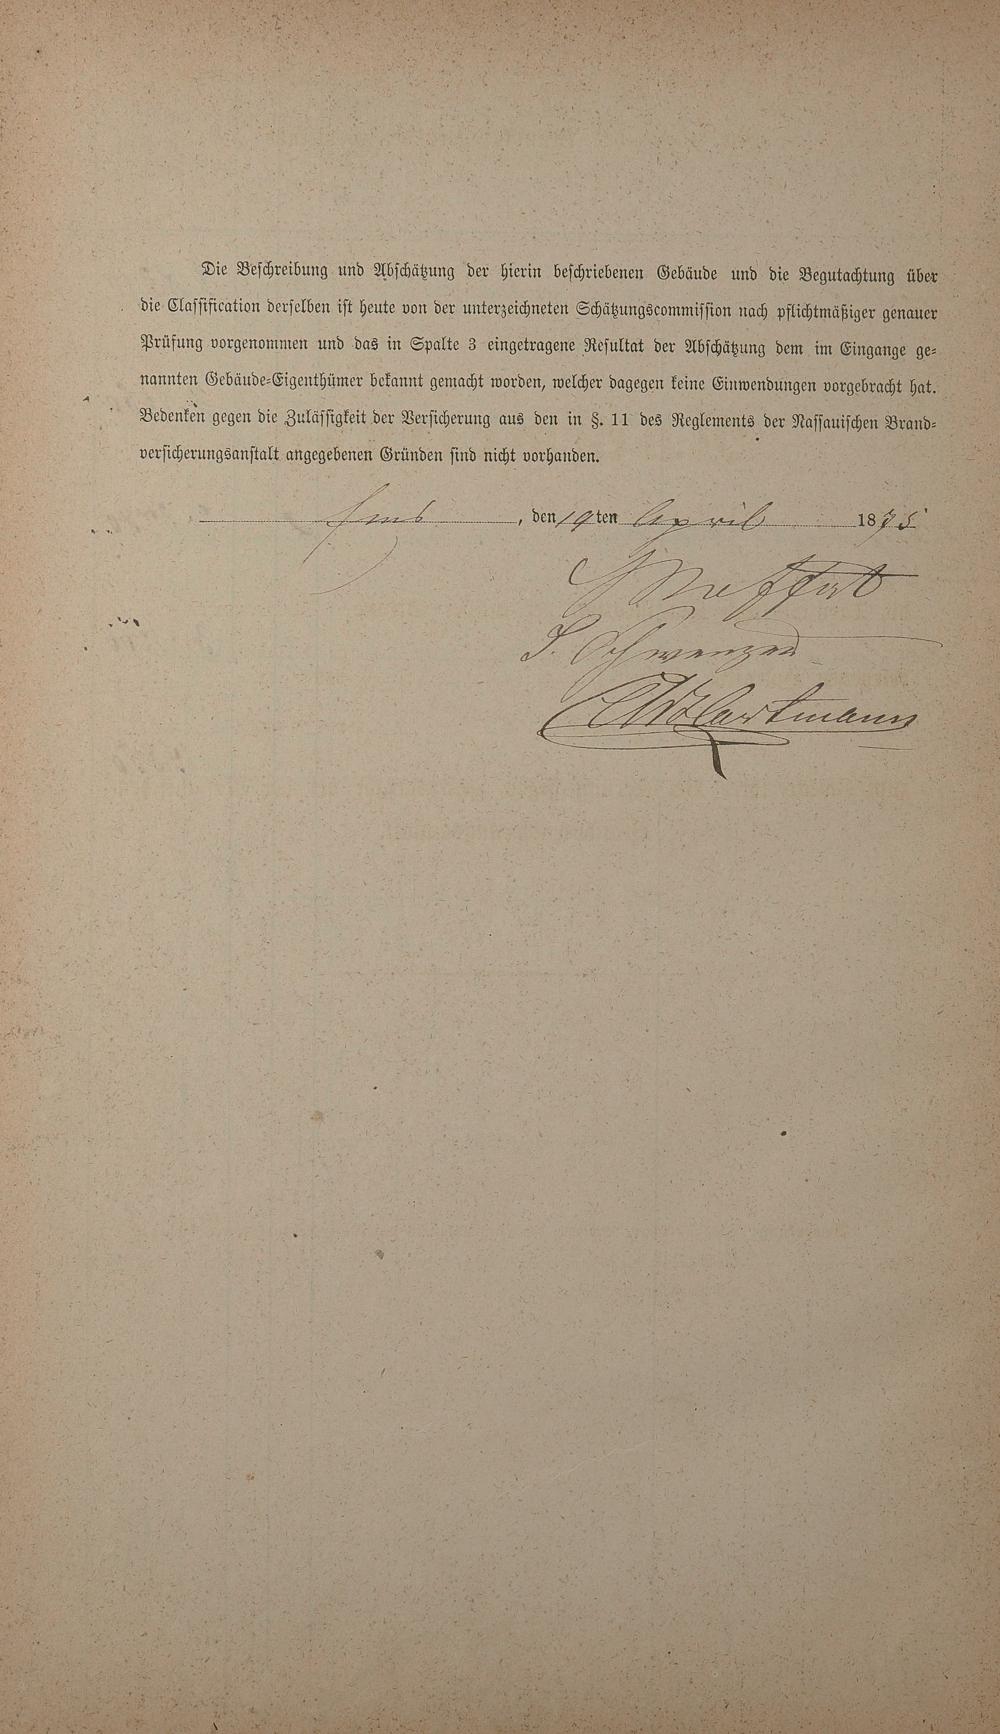 Die Beschreibung und Abschätzung der hierin beschriebenen Gebäude und die Begutachtung über
die Classification derselben ist heute von der unterzeichneten Schätzungscommission nach pflichtmäßiger genauer
Prüfung vorgenommen und das in Spalte 3 eingetragene Resultat der Abschätzung dem im Eingange ge-
nannten Gebäude-Eigenthümer bekannt gemacht worden, welcher dagegen keine Einwendungen vorgebracht hat.
Bedenken gegen die Zulässigkeit der Versicherung aus den in §. 11 des Reglements der Nassauischen Brand-
versicherungsanstalt angegebenen Gründen sind nicht vorhanden.
Ems, den 19ten April 1875
Meffert
Hartmann